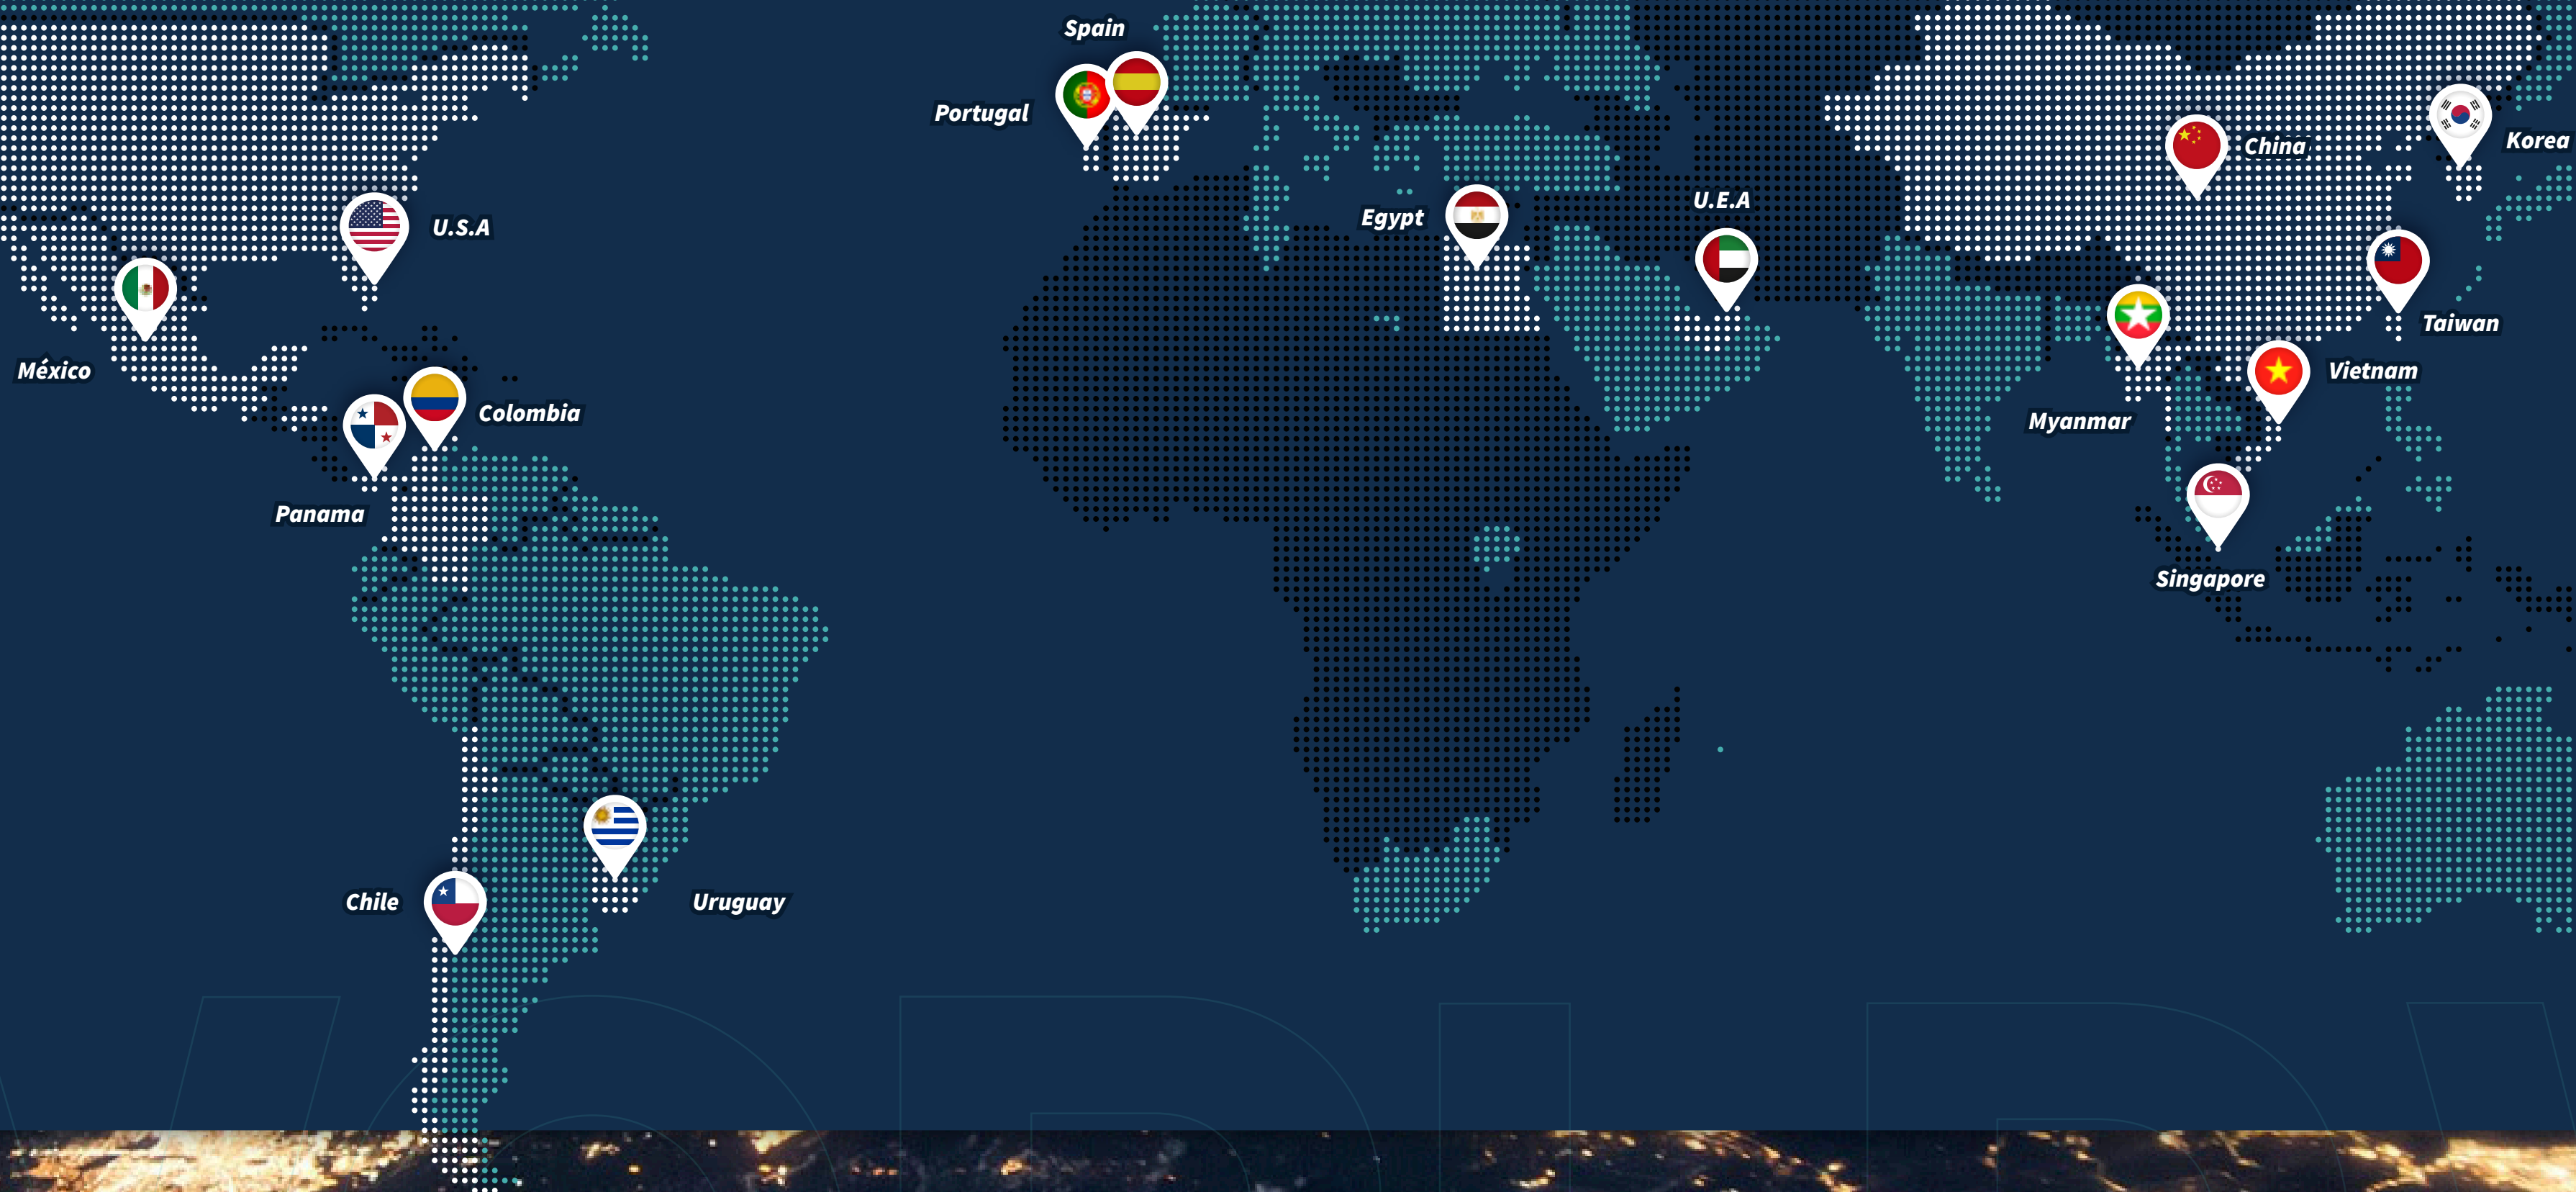 Spain
Portugal
Korea
China
U.E.A
Egypt
U.S.A
Taiwan
México
Vietnam
Colombia
Myanmar
Panama
Singapore
Chile
Uruguay